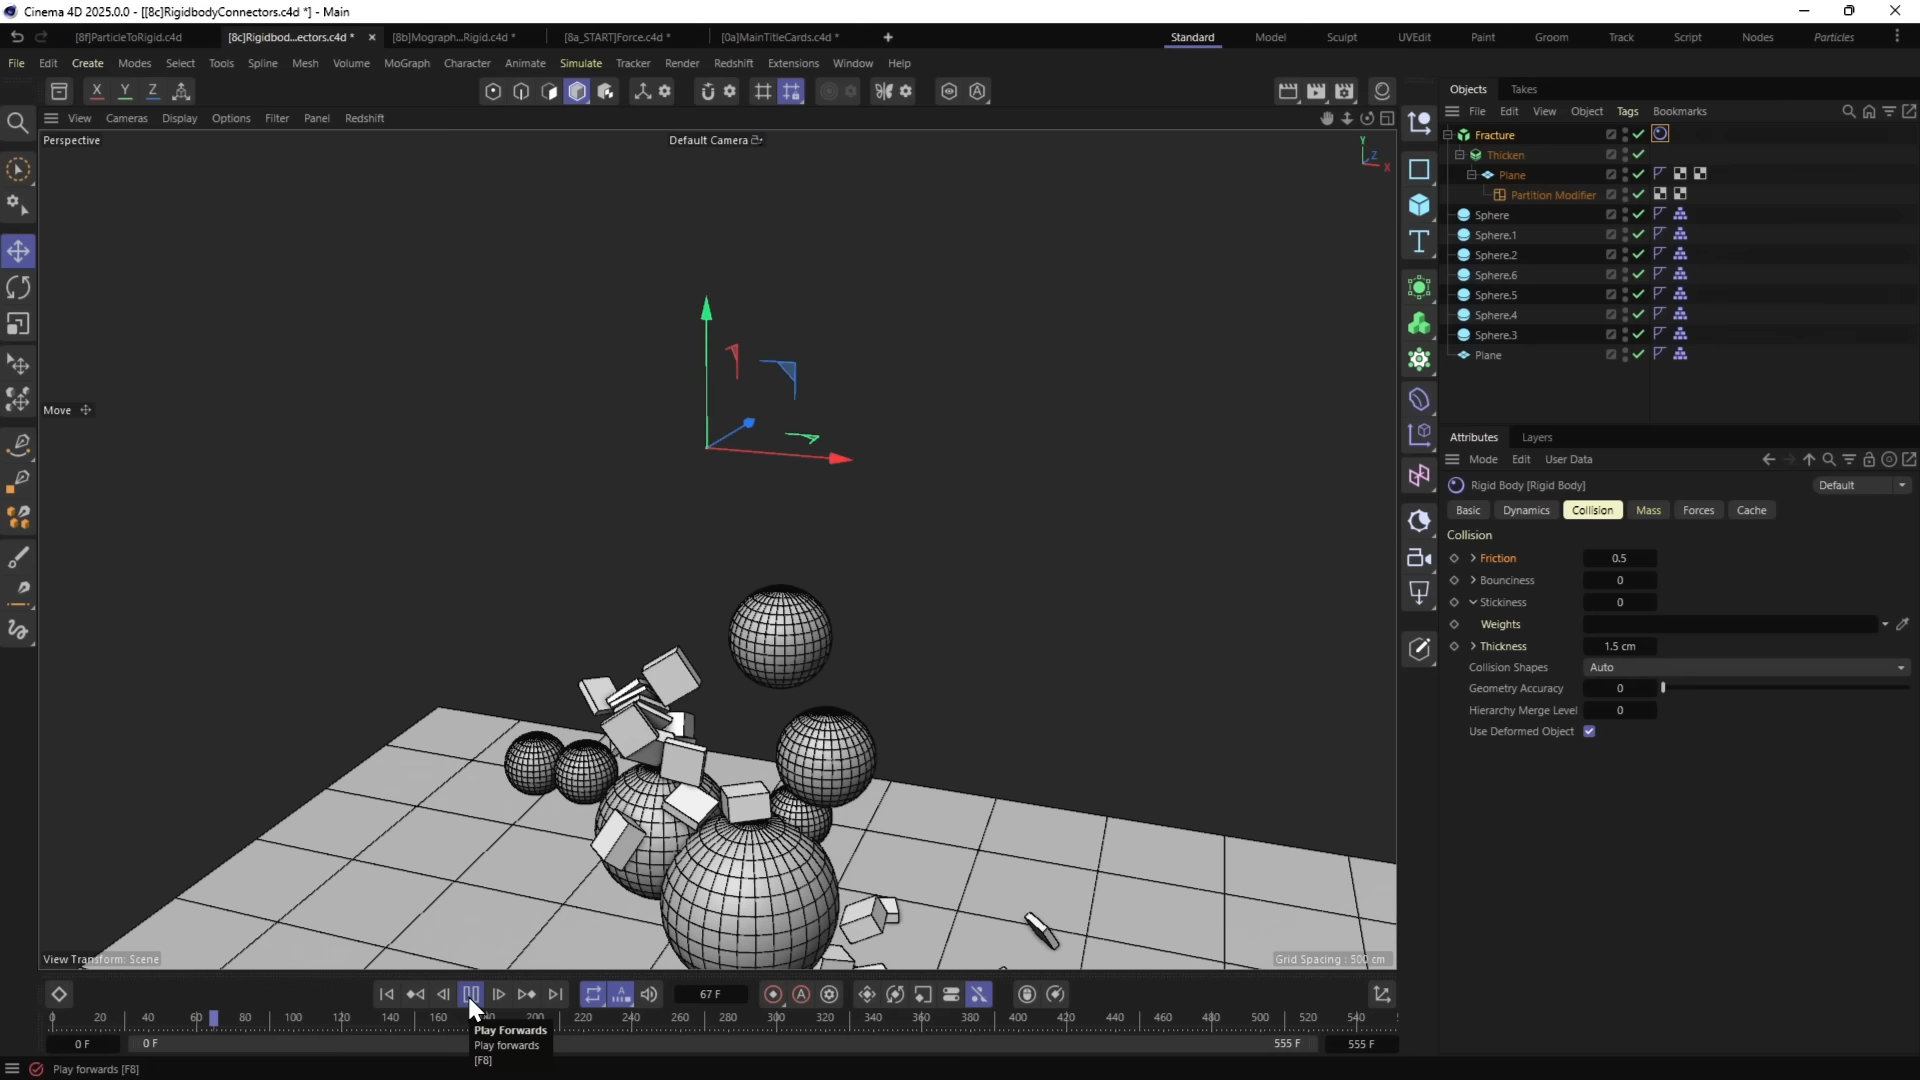 Cinema 4D 2025.0.0 - [[8c]RigidbodyConnectors.c4d *] - Main
[8f]ParticleToRigid.c4d
[8c]Rigidbod...ectors.c4d *
[8b]Mograph...Rigid.c4d *
[8a_START]Force.c4d *
[0a]MainTitleCards.c4d *
Standard Model Sculpt UVEdit Paint Groom Track Script Nodes Particles
File Edit Create Modes Select Tools Spline Mesh Volume MoGraph Character Animate Simulate Tracker Render Redshift Extensions Window Help
X Y Z
View Cameras Display Options Filter Panel Redshift
Perspective
Default Camera
Y
Z
X
Move
View Transform: Scene
Grid Spacing : 500 cm
Objects Takes
File Edit View Object Tags Bookmarks
Fracture
Thicken
Plane
Partition Modifier
Sphere
Sphere.1
Sphere.2
Sphere.6
Sphere.5
Sphere.4
Sphere.3
Plane
Attributes Layers
Mode Edit User Data
Rigid Body [Rigid Body]
Default
Basic Dynamics Collision Mass Forces Cache
Collision
Friction 0.5
Bounciness 0
Stickiness 0
Weights
Thickness 1.5 cm
Collision Shapes Auto
Geometry Accuracy 0
Hierarchy Merge Level 0
Use Deformed Object
67 F
0 20 40 60 80 100 120 140 160 180 200 220 240 260 280 300 320 340 360 380 400 420 440 460 480 500 520 540
0 F
0 F
555 F
555 F
Play Forwards
Play forwards
[F8]
Play forwards [F8]